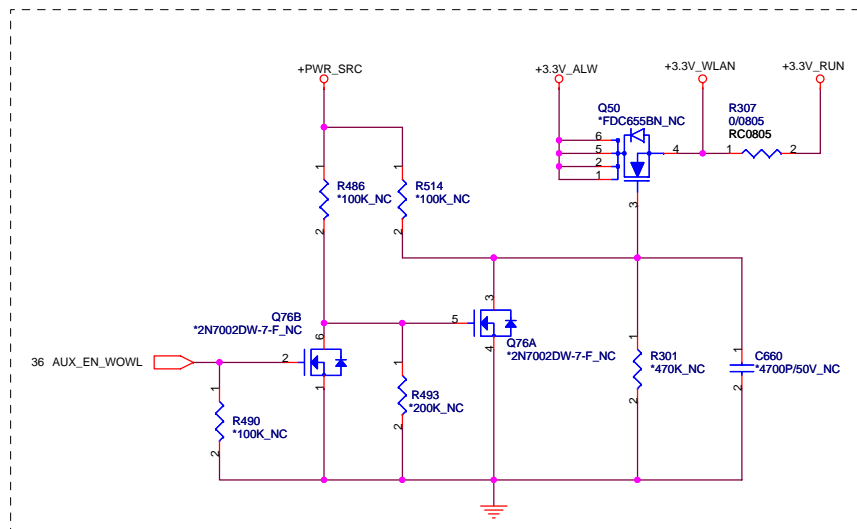 +PWR_SRC
+3.3V_ALW
+3.3V_WLAN
+3.3V_RUN
Q50
*FDC655BN_NC
R307
0/0805
RC0805
6
5
2
1
4
1
2
3
1
R486
*100K_NC
2
1
R514
*100K_NC
2
Q76B
*2N7002DW-7-F_NC
6
5
3
Q76A
*2N7002DW-7-F_NC
4
36 AUX_EN_WOWL
2
1
1
R490
*100K_NC
2
1
R493
*200K_NC
2
1
R301
*470K_NC
2
1
C660
*4700P/50V_NC
2